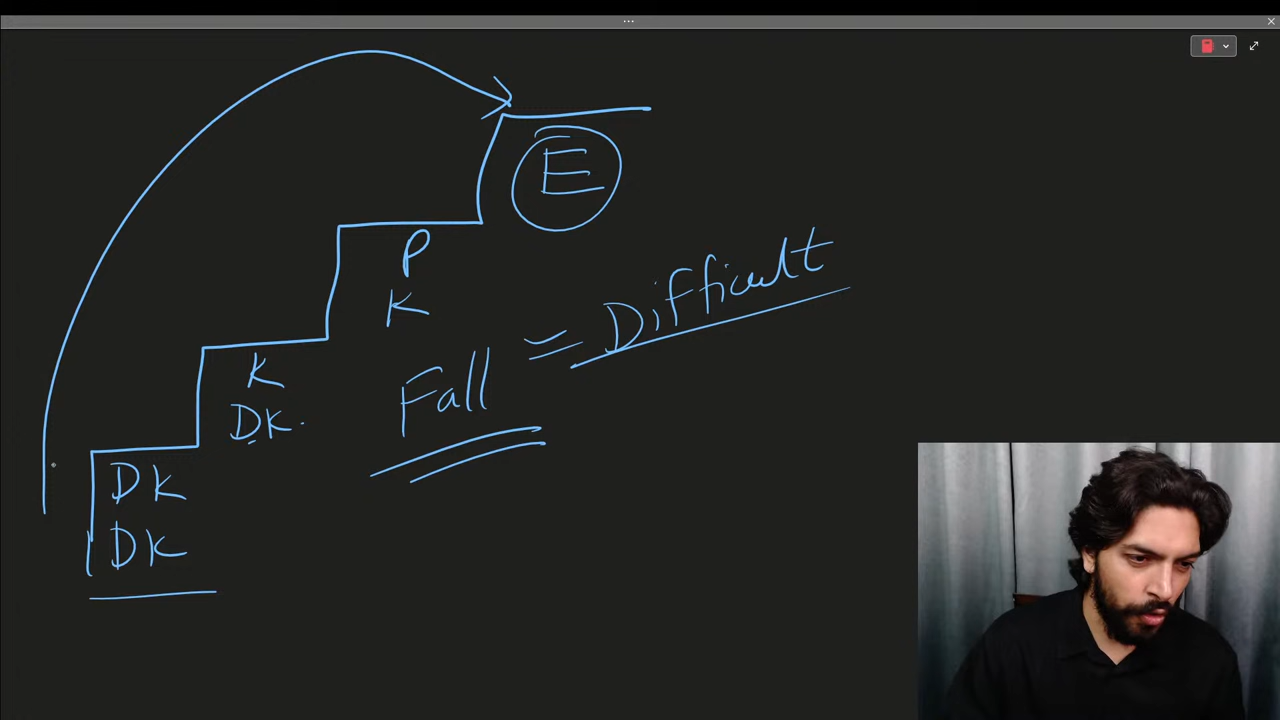 E
P
K
Fall = Difficult
K
DK.
DK
DK